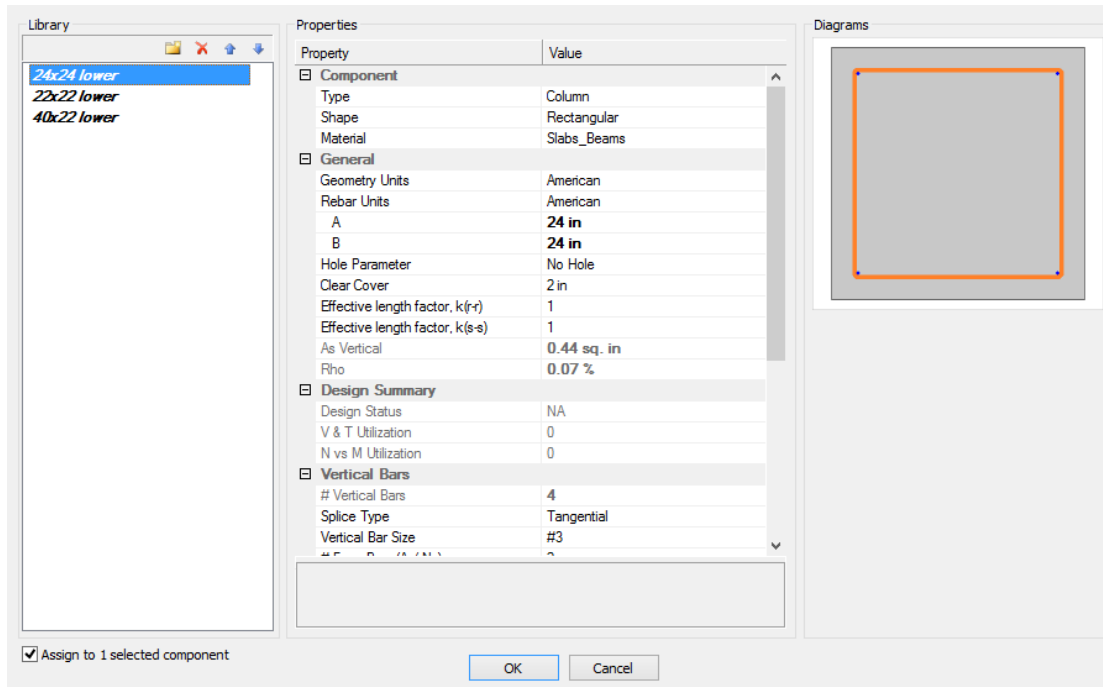 Library
24x24 lower
22x22 lower
40x22 lower
Properties
Property Value
Component
Type Column
Shape Rectangular
Material Slabs_Beams
General
Geometry Units American
Rebar Units American
A 24 in
B 24 in
Hole Parameter No Hole
Clear Cover 2 in
Effective length factor, k(r-r) 1
Effective length factor, k(s-s) 1
As Vertical 0.44 sq. in
Rho 0.07 %
Design Summary
Design Status NA
V & T Utilization 0
N vs M Utilization 0
Vertical Bars
# Vertical Bars 4
Splice Type Tangential
Vertical Bar Size #3
Diagrams
Assign to 1 selected component
OK Cancel